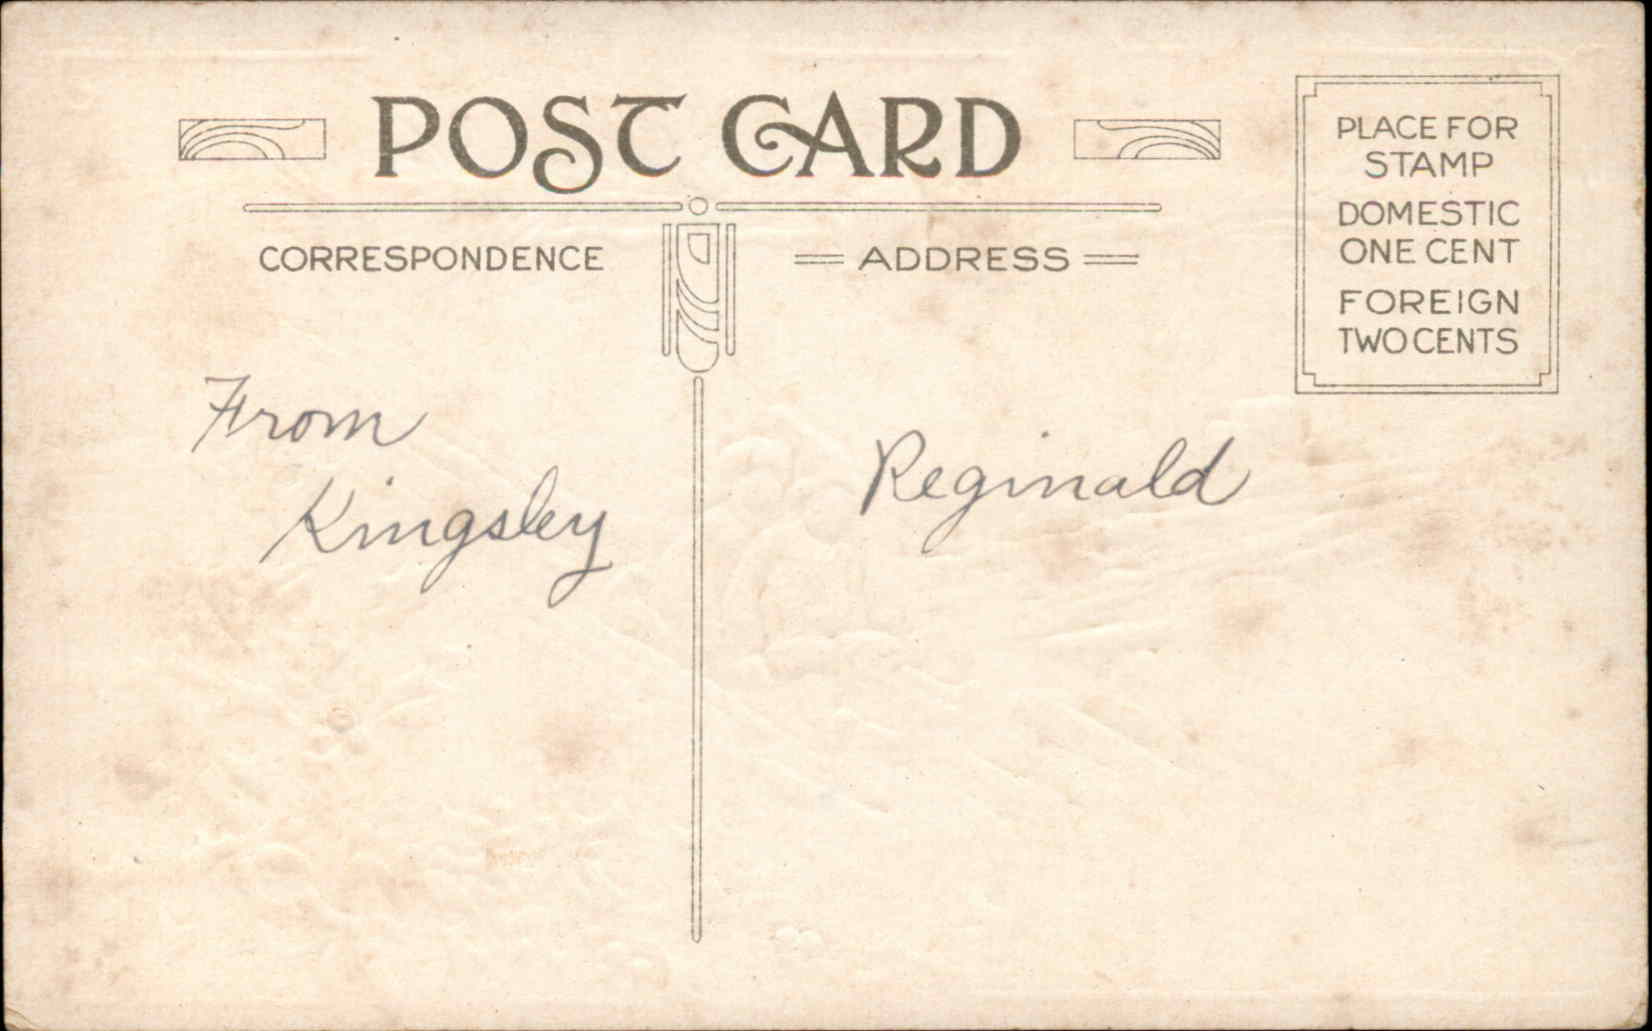 POST CARD
CORRESPONDENCE
ADDRESS
PLACE FOR
STAMP
DOMESTIC
ONE CENT
FOREIGN
TWO CENTS
From
Kingsley
Reginald